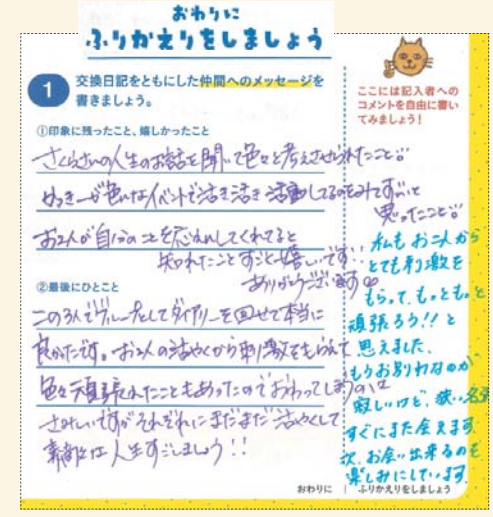 おわりに
ふりかえりをしましょう
1
交換日記をともにした仲間へのメッセージを
書きましょう。
ここには記入者への
コメントを自由に書い
てみましょう!
①印象に残ったこと、嬉しかったこと
さくらさんの人生のお話を聞いて色々と考えさせられたこと!!
ゆっきーが色んなイベントで活き活き活動してるのをみてすごいと
思ったこと!!
お2人が自分のことを応えんしてくれてると
知れたことすごく嬉しいです!!
ありがとうございます♡
②最後にひとこと
この3人でグループとしてダイアリーを回せて本当に
良かったです。お2人の活やくから刺激をもらえて
色々頑張れたこともあったのでおわってしまうのは
さみしいですがそれぞれにまだまだ活やくして
素敵な人生すごしましょう!!
私もお二人から
とても刺激を
もらって、もっともっと
頑張ろう!!と
思えました。
もうお別れなのが
寂しいけど、狭い名張
すぐにまた会えます
次、お会い出来るのを
楽しみにしています。
おわりに | ふりかえりをしましょう